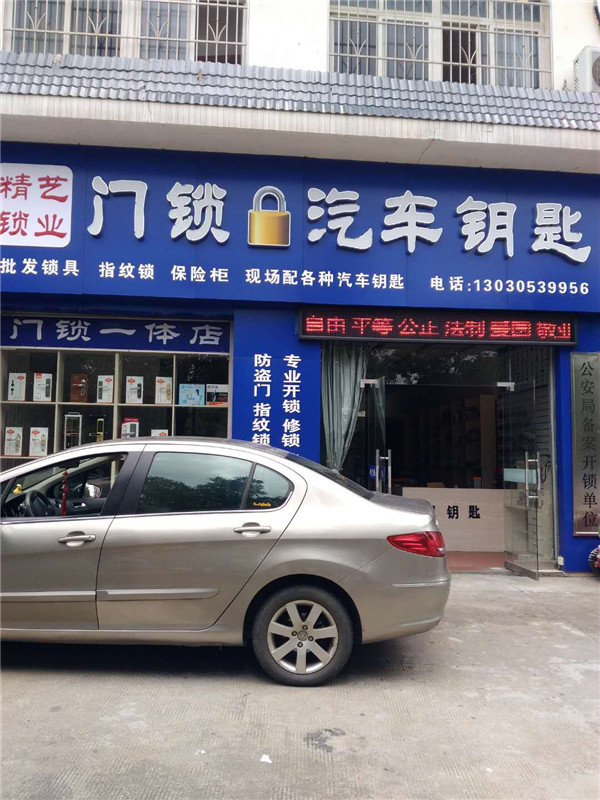 精艺
锁业
门锁 汽车钥匙
批发锁具 指纹锁 保险柜 现场配各种汽车钥匙 电话:13030539956
门锁一体店
自由 平等 公正 法制 爱国 敬业
防盗门 指纹锁
专业开锁 修锁
公安局备案开锁单位
钥匙